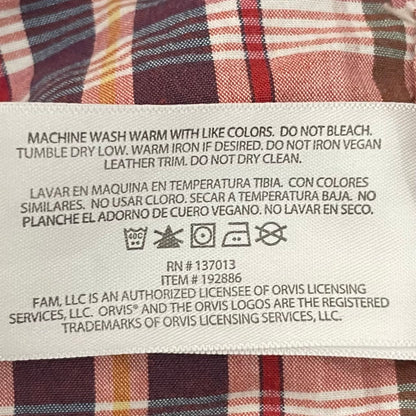 MACHINE WASH WARM WITH LIKE COLORS. DO NOT BLEACH.
TUMBLE DRY LOW. WARM IRON IF DESIRED. DO NOT IRON VEGAN
LEATHER TRIM. DO NOT DRY CLEAN.
LAVAR EN MAQUINA EN TEMPERATURA TIBIA. CON COLORES
SIMILARES. NO USAR CLORO. SECAR A TEMPERATURA BAJA. NO
PLANCHE EL ADORNO DE CUERO VEGANO. NO LAVAR EN SECO.
40C
RN # 137013
ITEM # 192886
FAM, LLC IS AN AUTHORIZED LICENSEE OF ORVIS LICENSING
SERVICES, LLC. ORVIS® AND THE ORVIS LOGOS ARE THE REGISTERED
TRADEMARKS OF ORVIS LICENSING SERVICES, LLC.